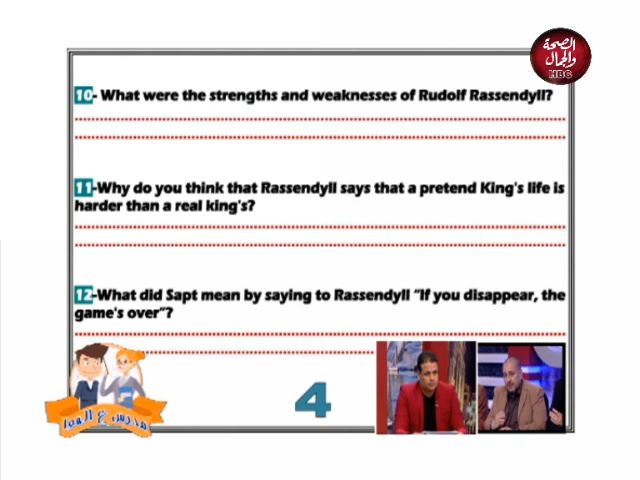 الصحة
والجمال
HBC
10- What were the strengths and weaknesses of Rudolf Rassendyll?
11-Why do you think that Rassendyll says that a pretend King's life is
harder than a real king's?
12-What did Sapt mean by saying to Rassendyll "If you disappear, the
game's over"?
4
مدرس ع الهوا